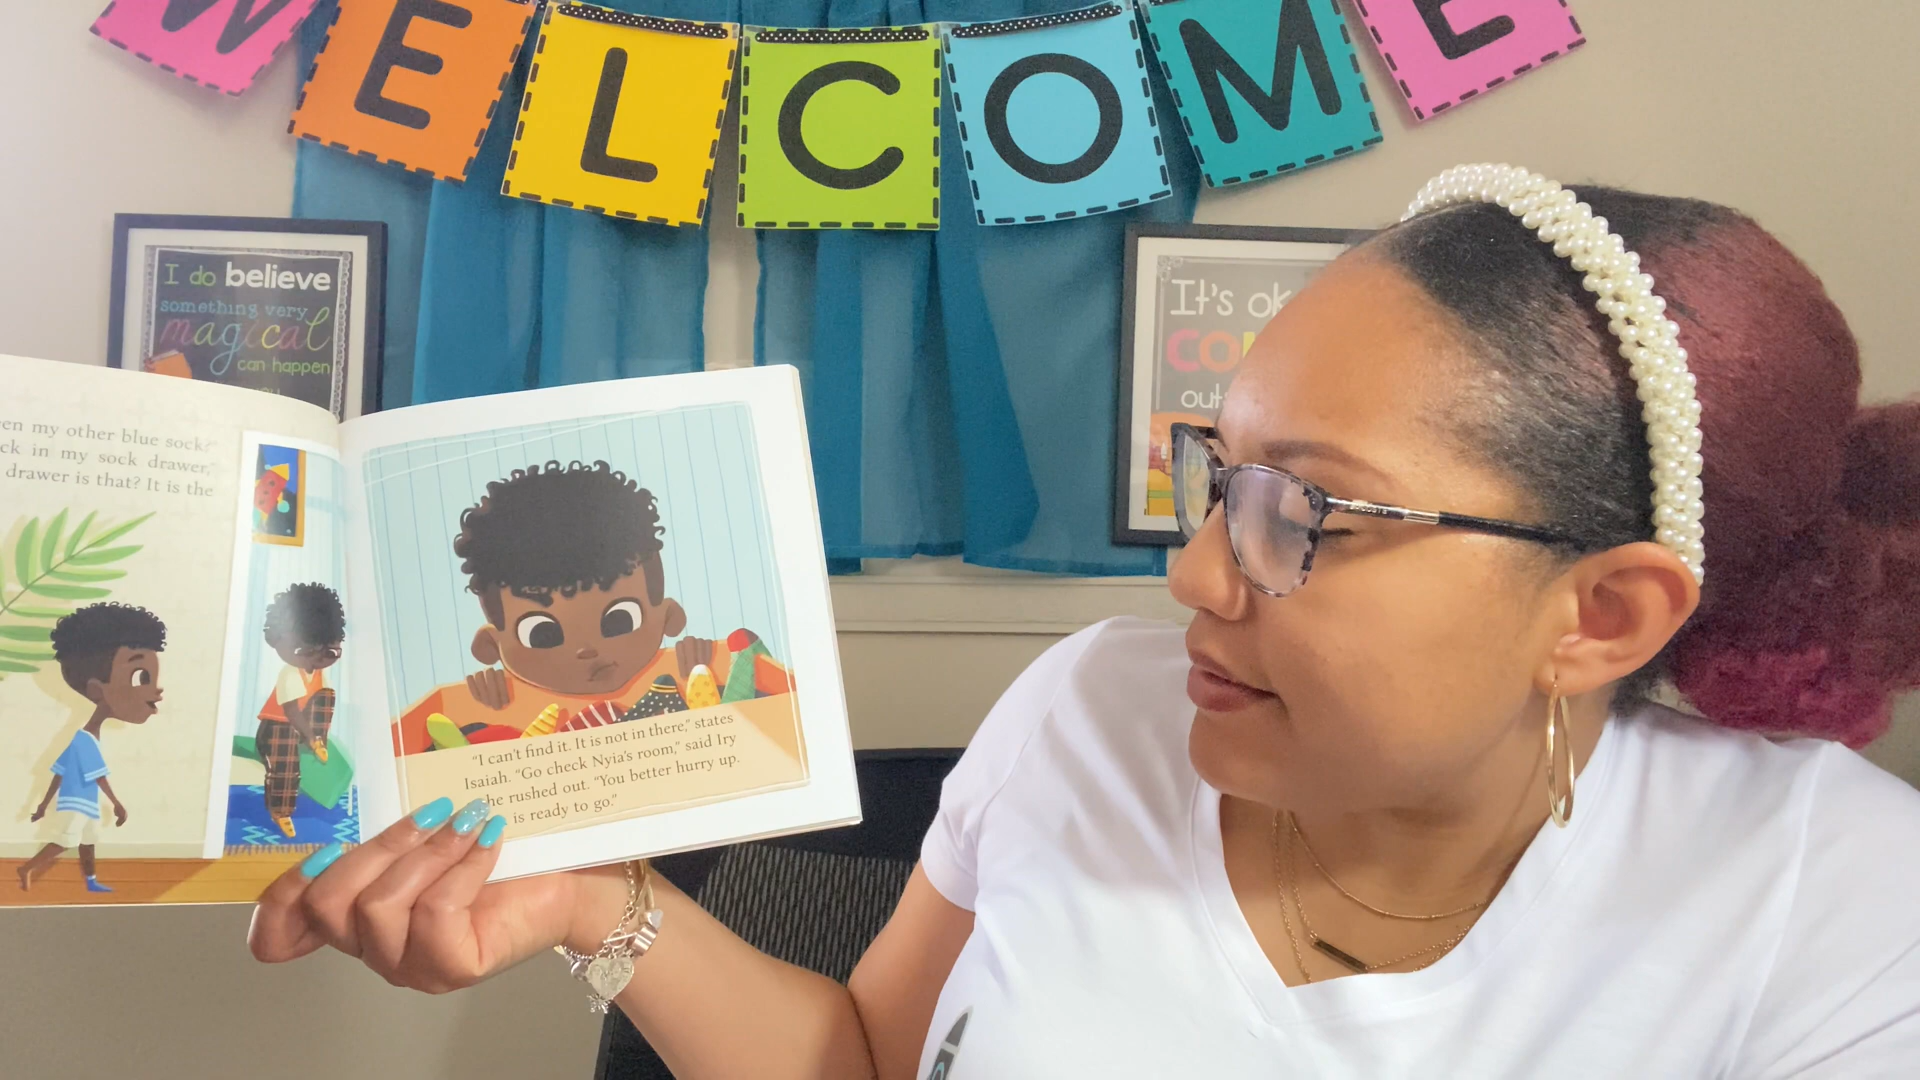 WELCOME
I do believe
something very
magical
can happen
It's ok
out
my other blue sock?"
in my sock drawer,"
drawer is that? It is the
"I can't find it. It is not in there," states
Isaiah. "Go check Nyia's room," said Iry
he rushed out. "You better hurry up.
is ready to go."